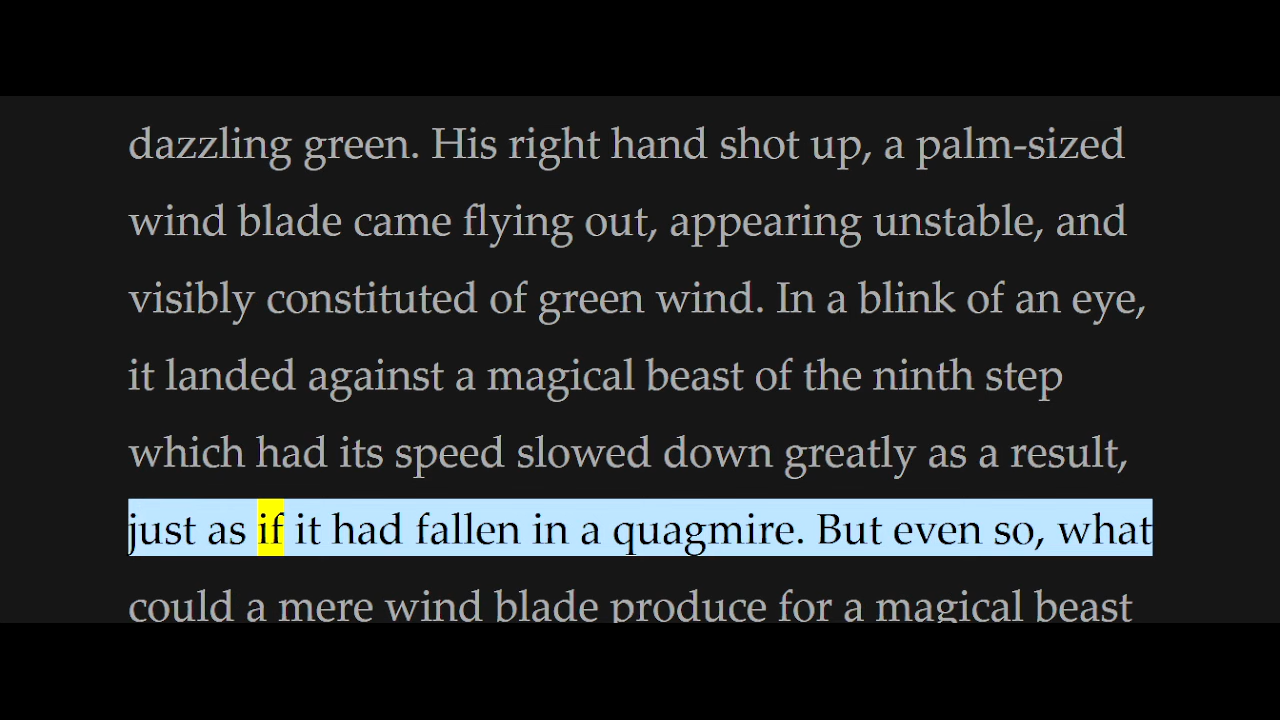 dazzling green. His right hand shot up, a palm-sized
wind blade came flying out, appearing unstable, and
visibly constituted of green wind. In a blink of an eye,
it landed against a magical beast of the ninth step
which had its speed slowed down greatly as a result,
just as if it had fallen in a quagmire. But even so, what
could a mere wind blade produce for a magical beast